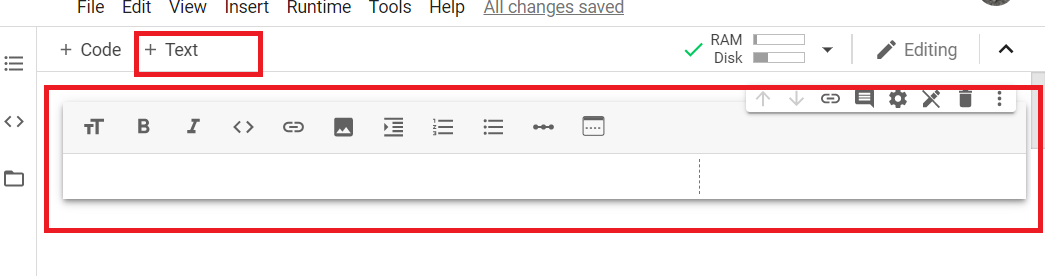 File Edit View Insert Runtime Tools Help All changes saved
+ Code + Text RAM Disk Editing